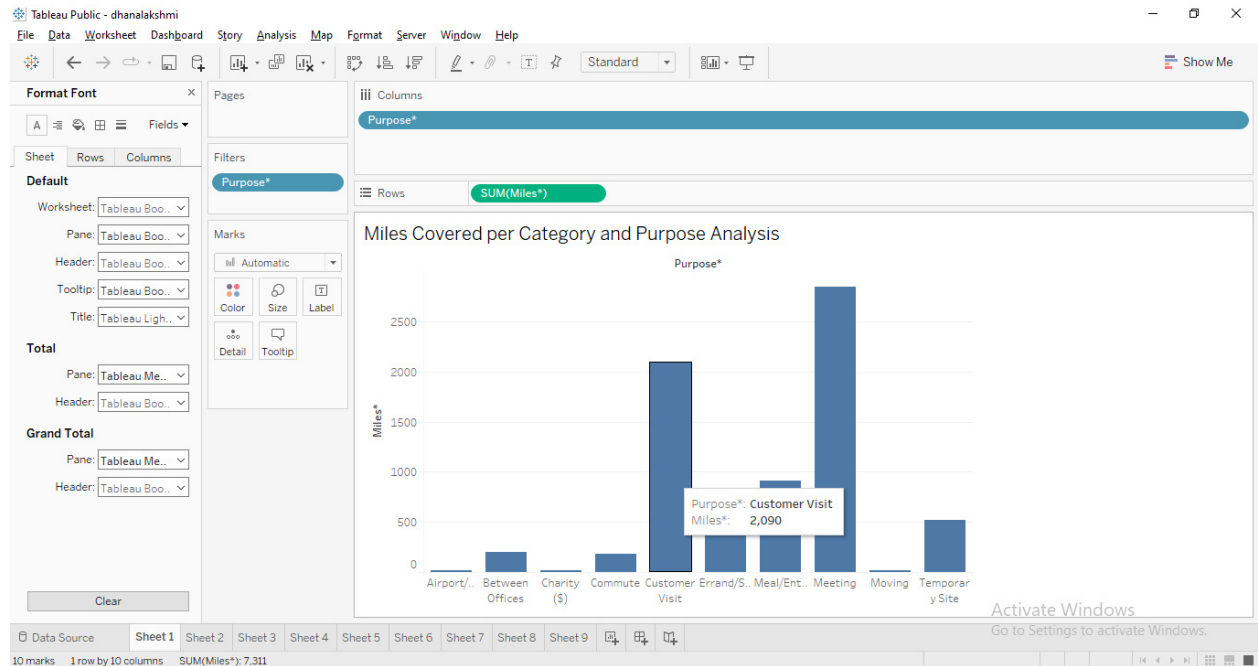 Tableau Public - dhanalakshmi
File Data Worksheet Dashboard Story Analysis Map Format Server Window Help
Standard
Show Me
Format Font
Fields
Sheet Rows Columns
Default
Worksheet: Tableau Boo..
Pane: Tableau Boo..
Header: Tableau Boo..
Tooltip: Tableau Boo..
Title: Tableau Ligh..
Total
Pane: Tableau Me..
Header: Tableau Boo..
Grand Total
Pane: Tableau Me..
Header: Tableau Boo..
Clear
Pages
Filters
Purpose*
Marks
Automatic
Color Size Label
Detail Tooltip
Columns
Purpose*
Rows
SUM(Miles*)
Miles Covered per Category and Purpose Analysis
Purpose*
Miles*
2500
2000
1500
1000
500
0
Purpose*: Customer Visit
Miles*: 2,090
Airport/.. Between Charity Commute Customer Errand/S.. Meal/Ent.. Meeting Moving Temporar
Offices ($) Visit y Site
Activate Windows
Go to Settings to activate Windows.
Data Source Sheet 1 Sheet 2 Sheet 3 Sheet 4 Sheet 5 Sheet 6 Sheet 7 Sheet 8 Sheet 9
10 marks 1 row by 10 columns SUM(Miles*): 7,311